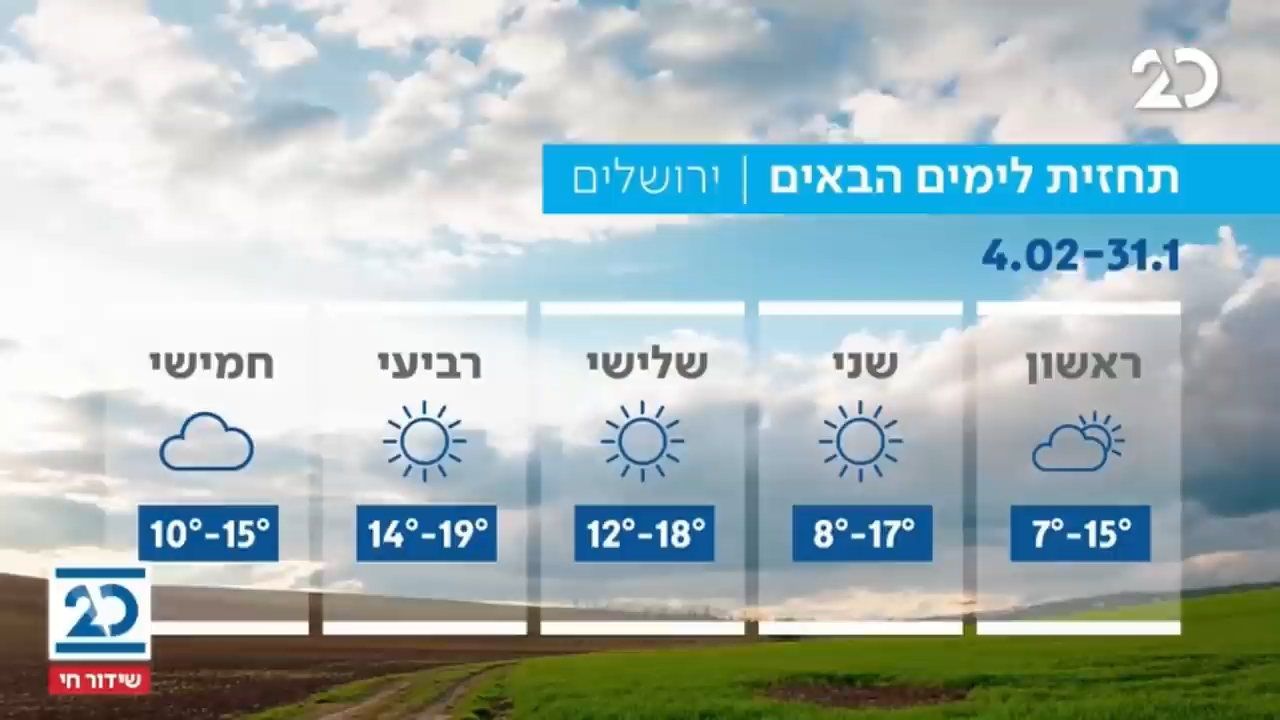 20
תחזית לימים הבאים | ירושלים
31.1-4.02
ראשון
7°-15°
שני
8°-17°
שלישי
12°-18°
רביעי
14°-19°
חמישי
10°-15°
20
שידור חי